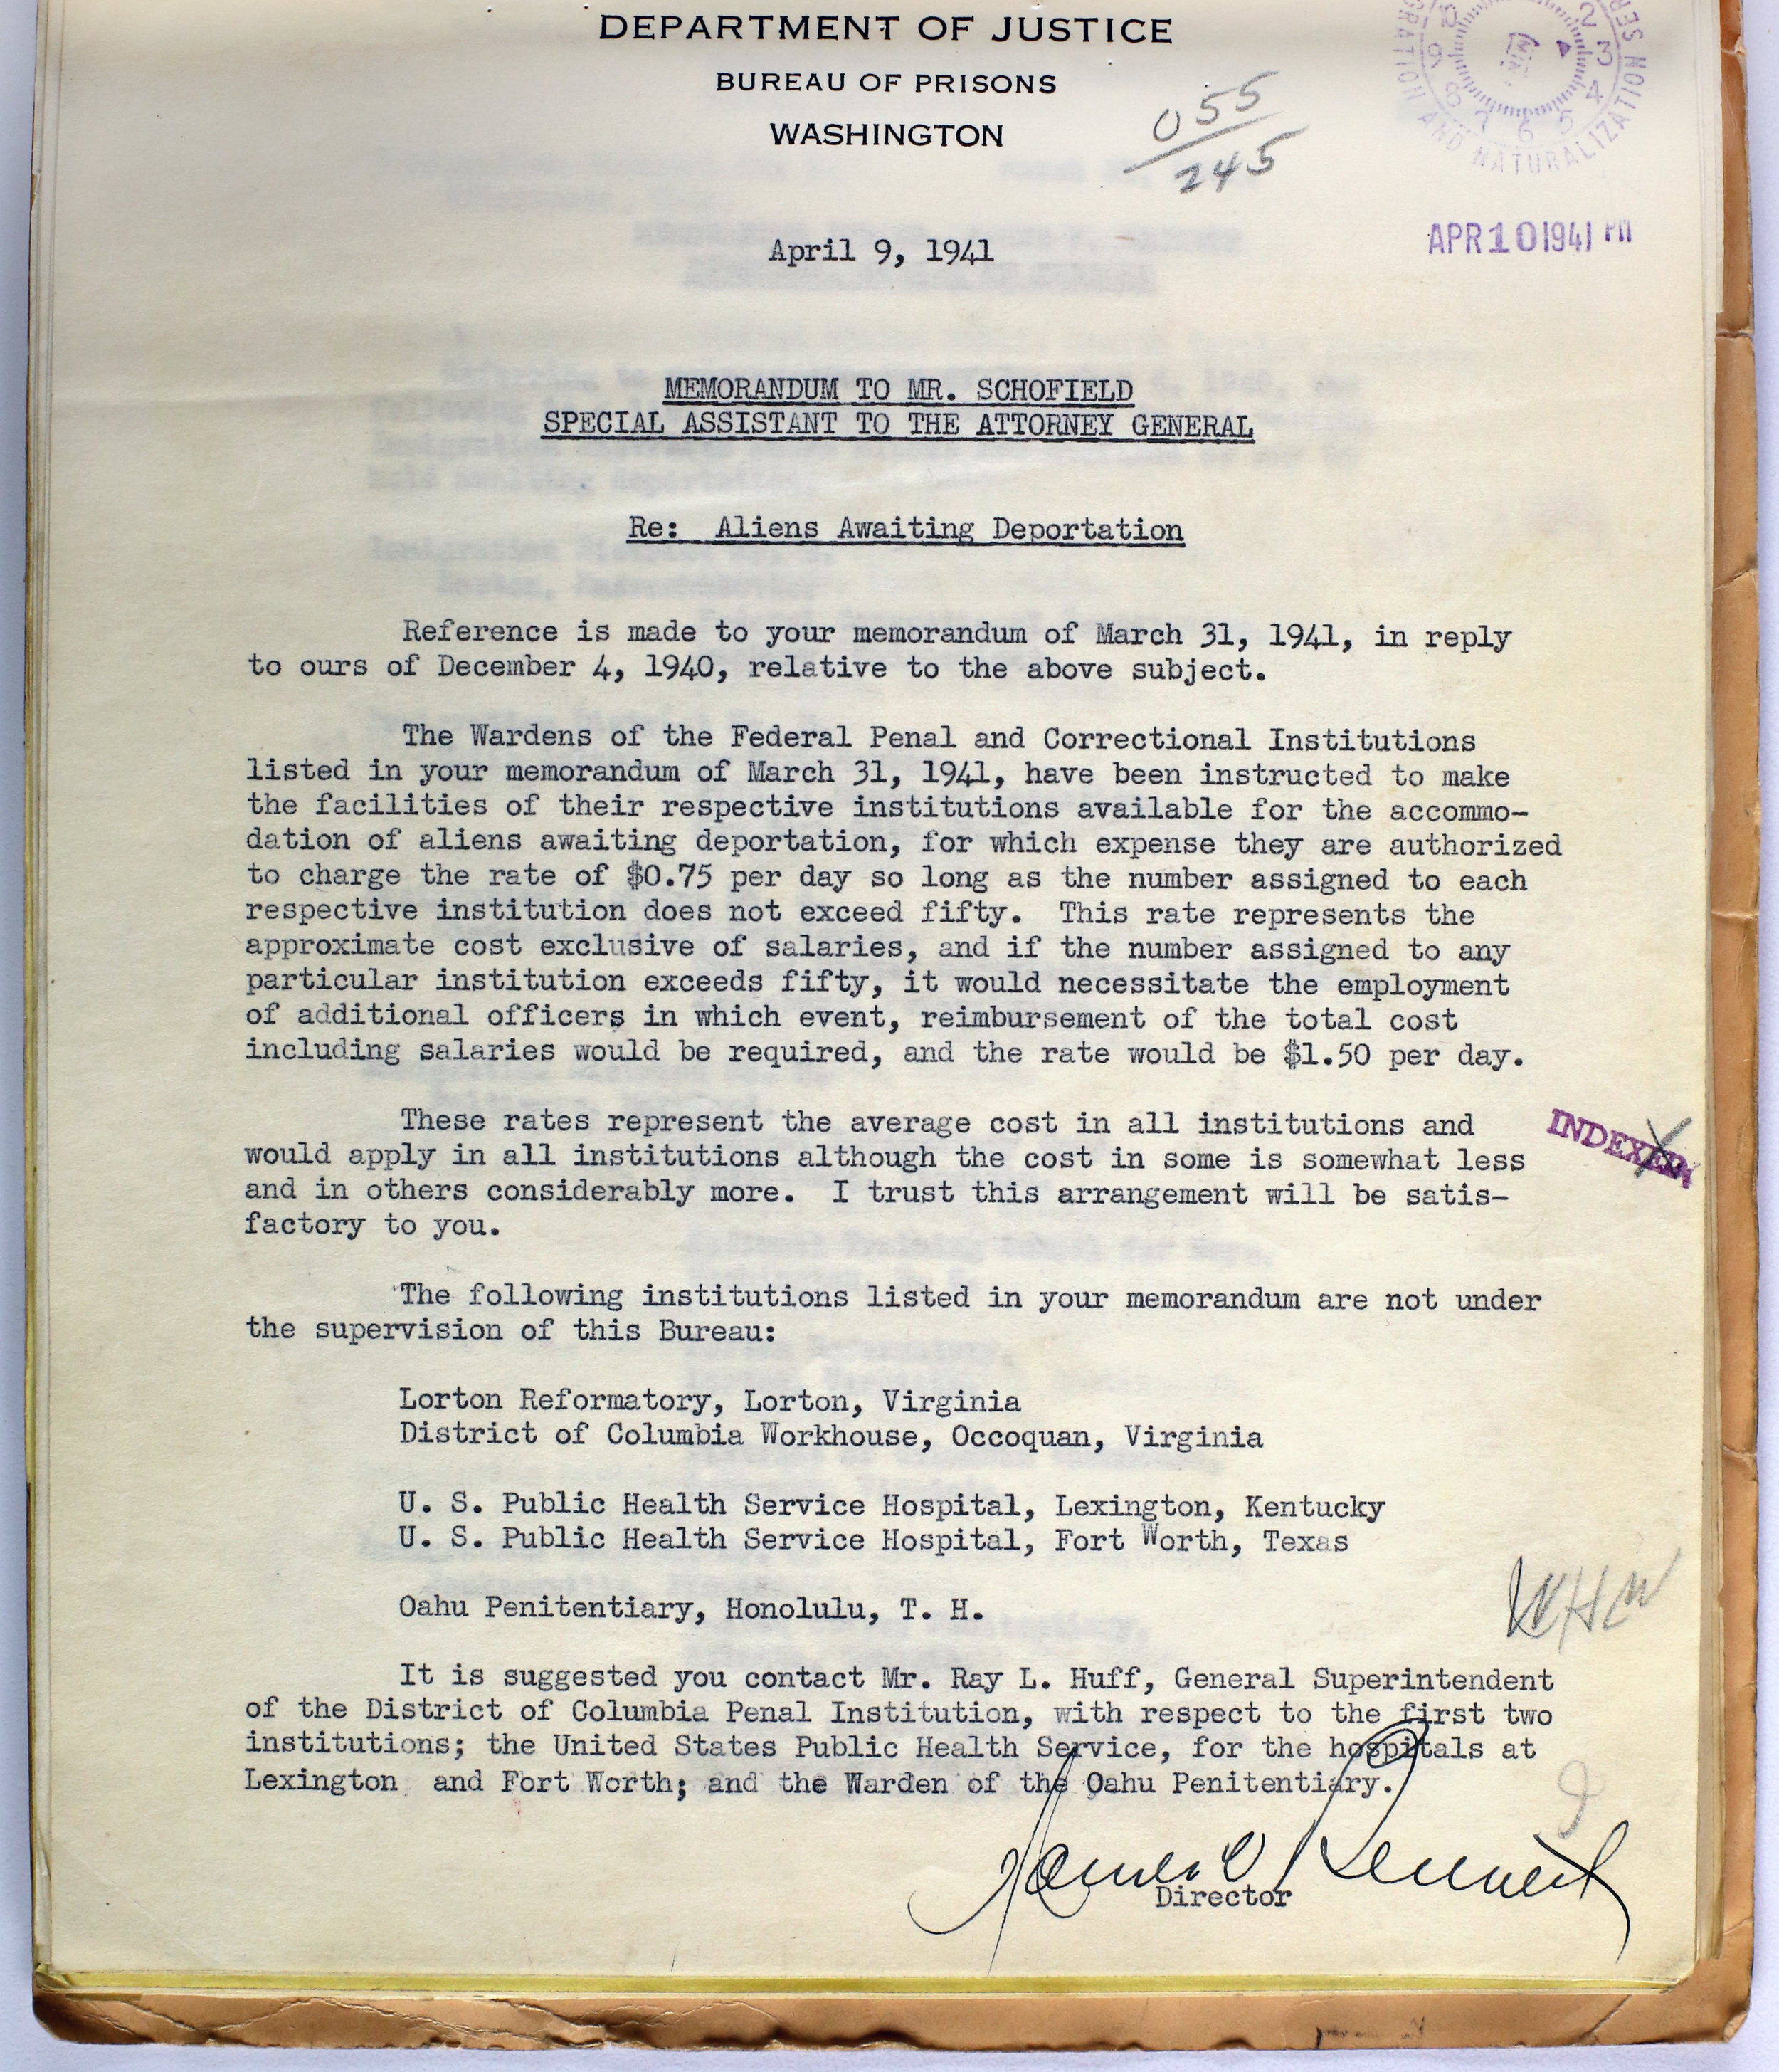 DEPARTMENT OF JUSTICE
BUREAU OF PRISONS
WASHINGTON
055
245
10 2
9 3
8 4
7 6 5
AND NATURALIZATION
APR 10 1941 PM
April 9, 1941
MEMORANDUM TO MR. SCHOFIELD
SPECIAL ASSISTANT TO THE ATTORNEY GENERAL
Re: Aliens Awaiting Deportation
Reference is made to your memorandum of March 31, 1941, in reply
to ours of December 4, 1940, relative to the above subject.
The Wardens of the Federal Penal and Correctional Institutions
listed in your memorandum of March 31, 1941, have been instructed to make
the facilities of their respective institutions available for the accommo-
dation of aliens awaiting deportation, for which expense they are authorized
to charge the rate of $0.75 per day so long as the number assigned to each
respective institution does not exceed fifty. This rate represents the
approximate cost exclusive of salaries, and if the number assigned to any
particular institution exceeds fifty, it would necessitate the employment
of additional officers in which event, reimbursement of the total cost
including salaries would be required, and the rate would be $1.50 per day.
These rates represent the average cost in all institutions and
would apply in all institutions although the cost in some is somewhat less
and in others considerably more. I trust this arrangement will be satis-
factory to you.
INDEXED
The following institutions listed in your memorandum are not under
the supervision of this Bureau:
Lorton Reformatory, Lorton, Virginia
District of Columbia Workhouse, Occoquan, Virginia
U. S. Public Health Service Hospital, Lexington, Kentucky
U. S. Public Health Service Hospital, Fort Worth, Texas
Oahu Penitentiary, Honolulu, T. H.
It is suggested you contact Mr. Ray L. Huff, General Superintendent
of the District of Columbia Penal Institution, with respect to the first two
institutions; the United States Public Health Service, for the hospitals at
Lexington and Fort Worth; and the Warden of the Oahu Penitentiary.
James V Bennett
Director